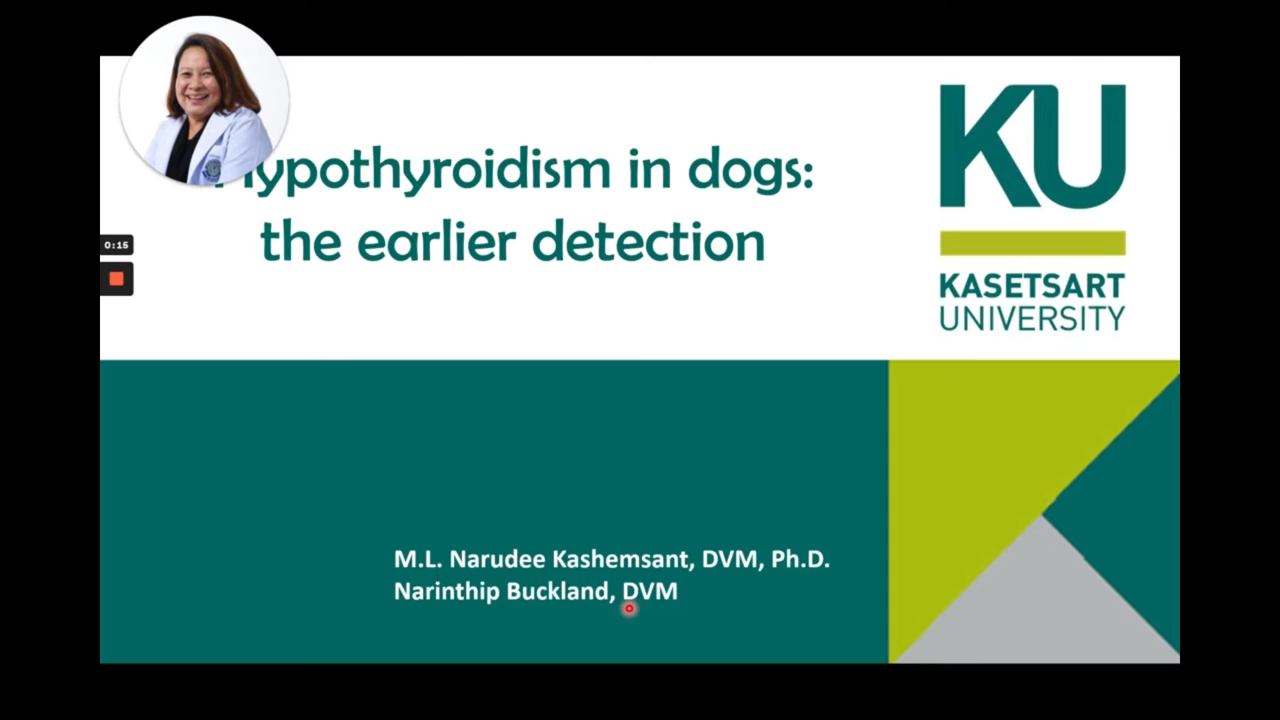 ypothyroidism in dogs:
the earlier detection
KU
KASETSART
UNIVERSITY
0:15
M.L. Narudee Kashemsant, DVM, Ph.D.
Narinthip Buckland, DVM